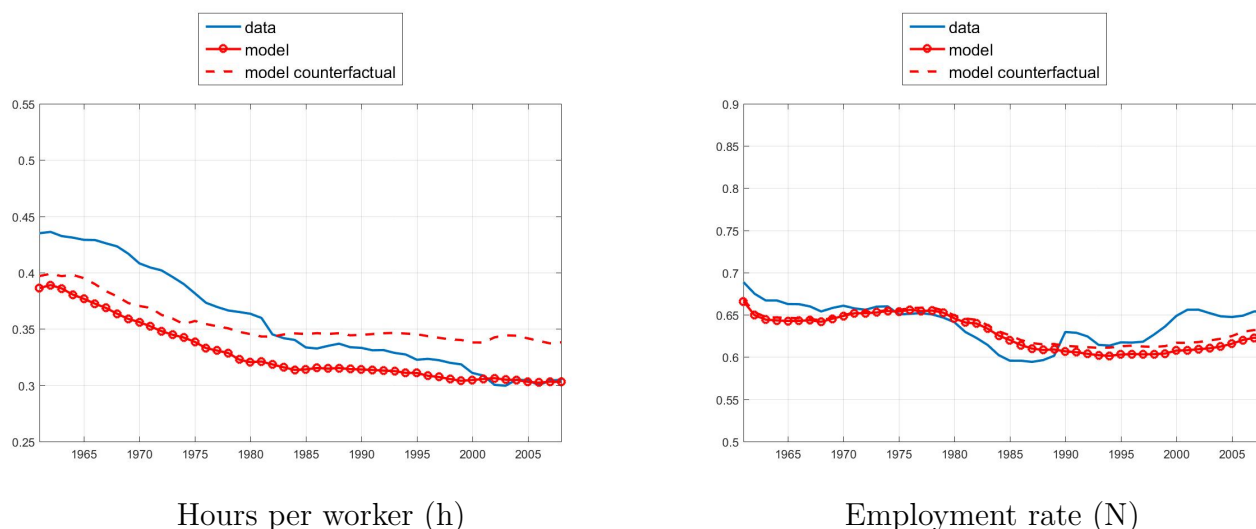 data
model
model counterfactual
0.55
0.5
0.45
0.4
0.35
0.3
0.25
1965 1970 1975 1980 1985 1990 1995 2000 2005
Hours per worker (h)
data
model
model counterfactual
0.9
0.85
0.8
0.75
0.7
0.65
0.6
0.55
0.5
1965 1970 1975 1980 1985 1990 1995 2000 2005
Employment rate (N)